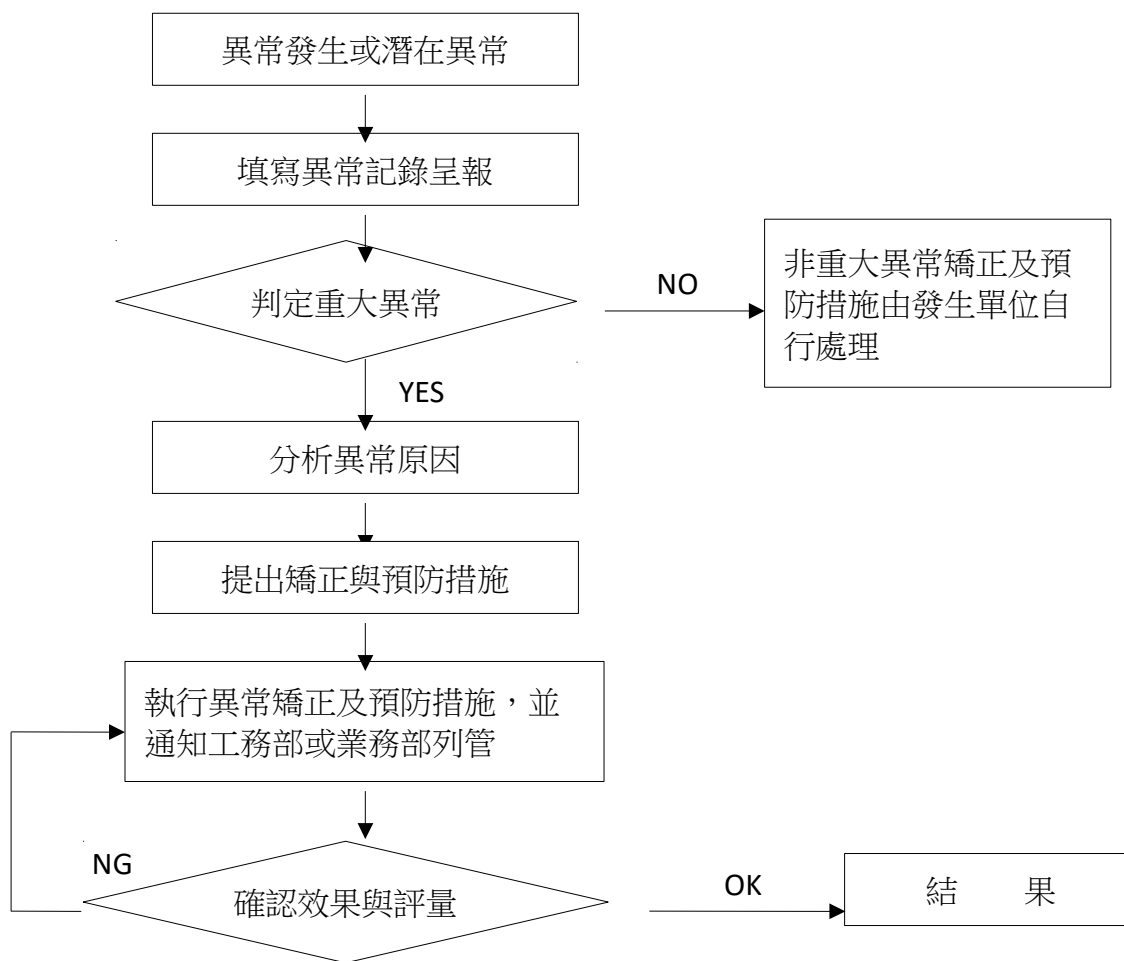 異常發生或潛在異常
填寫異常記錄呈報
判定重大異常
NO
非重大異常矯正及預
防措施由發生單位自
行處理
YES
分析異常原因
提出矯正與預防措施
執行異常矯正及預防措施，並
通知工務部或業務部列管
NG
確認效果與評量
OK
結　　果